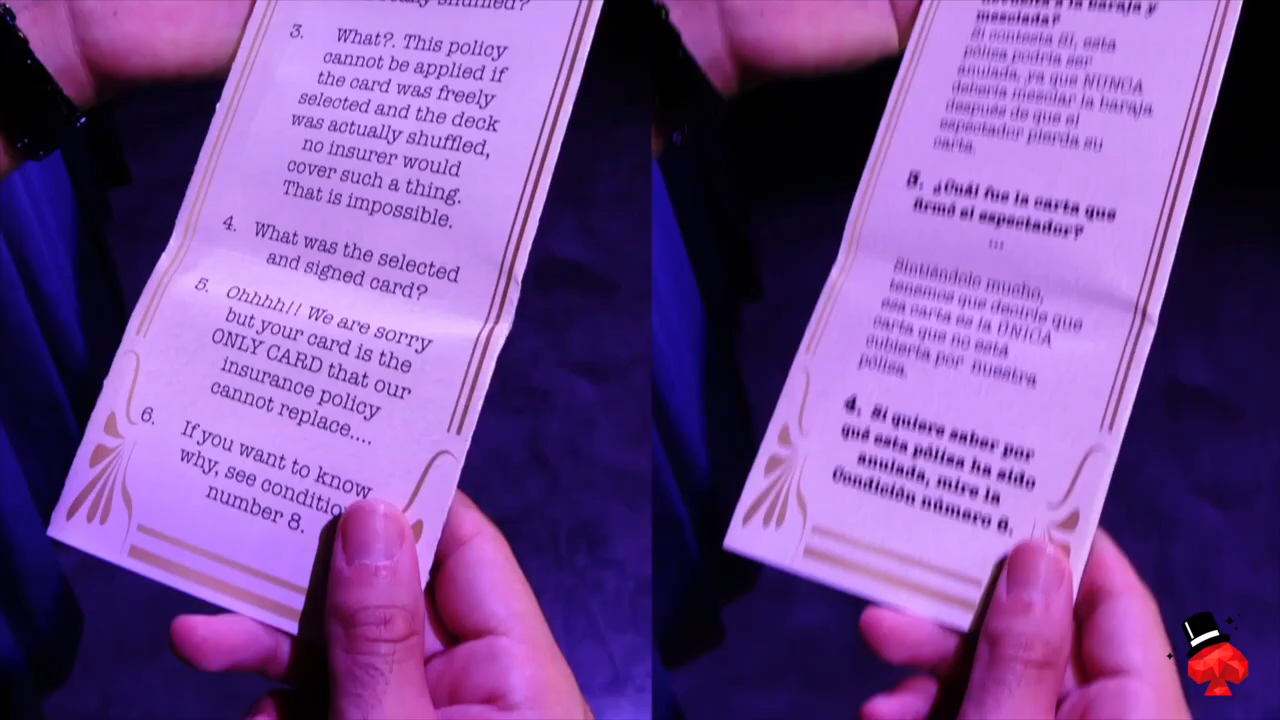 ally shuffled?
3. What?. This policy
cannot be applied if
the card was freely
selected and the deck
was actually shuffled,
no insurer would
cover such a thing.
That is impossible.
4. What was the selected
and signed card?
5. Ohhhh!! We are sorry
but your card is the
ONLY CARD that our
insurance policy
cannot replace....
6. If you want to know
why, see condition
number 8.
a la baraja y
mesclada?
Si contesta SI, esta
póliza podría ser
anulada, ya que NUNCA
debería mesclar la baraja
después de que el
espectador pierda su
carta.
3. ¿Cuál fue la carta que
firmó el espectador?
...
Sintiéndolo mucho,
tenemos que decirle que
esa carta es la ÚNICA
carta que no está
cubierta por nuestra
póliza.
4. Si quiere saber por
qué esta póliza ha sido
anulada, mire la
Condición número 6.